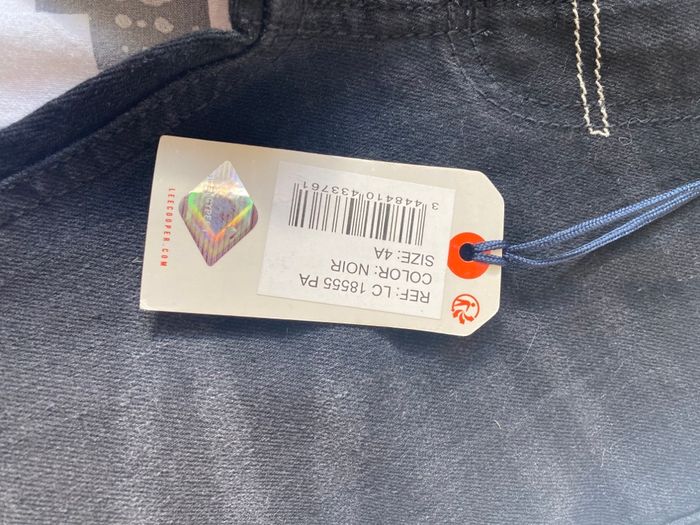 REF: LC 18555 PA
COLOR: NOIR
SIZE: 4A
3 448410 433761
LEECOOPER.COM